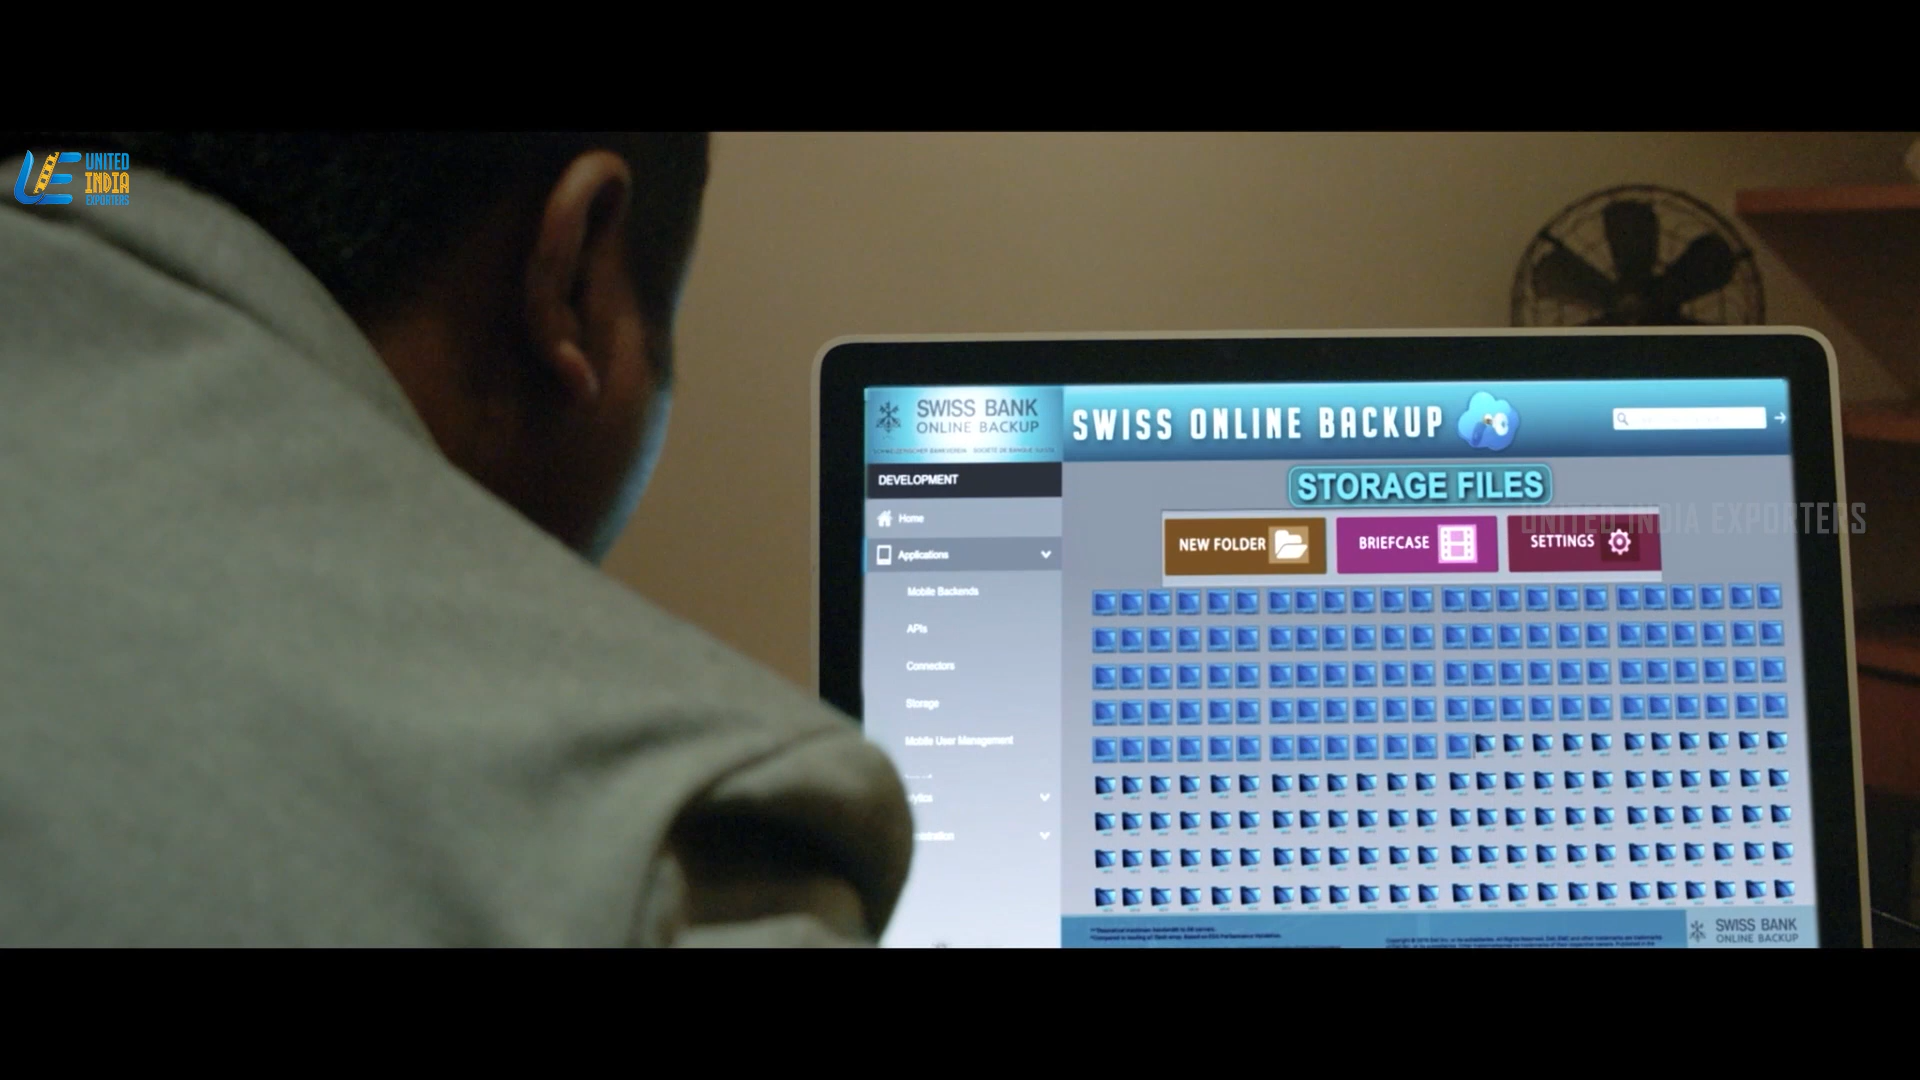 UNITED
INDIA
EXPORTERS
SWISS BANK
ONLINE BACKUP
SWISS ONLINE BACKUP
DEVELOPMENT
STORAGE FILES
UNITED INDIA EXPORTERS
Home
NEW FOLDER
BRIEFCASE
SETTINGS
Applications
Mobile Backends
APIs
Connectors
Storage
Mobile User Management
SWISS BANK
ONLINE BACKUP